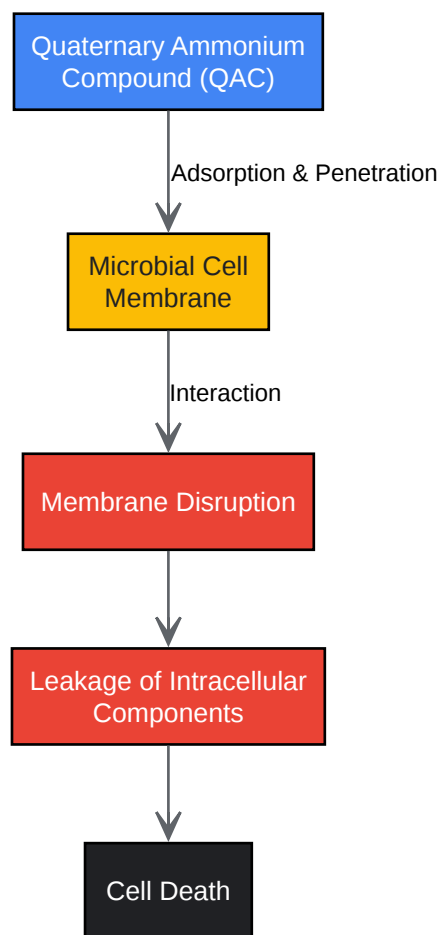 Quaternary Ammonium
Compound (QAC)
Adsorption & Penetration
Microbial Cell
Membrane
Interaction
Membrane Disruption
Leakage of Intracellular
Components
Cell Death